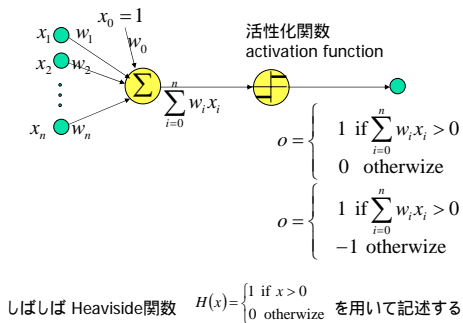 x₀ = 1
x₁ w₁
w₀
x₂ w₂
xₙ wₙ
Σ
∑_{i=0}^{n} wᵢxᵢ
活性化関数
activation function
o = { 1 if ∑_{i=0}^{n} wᵢxᵢ > 0
0 otherwize
o = { 1 if ∑_{i=0}^{n} wᵢxᵢ > 0
−1 otherwize
しばしば Heaviside関数 H(x) = { 1 if x > 0 を用いて記述する
0 otherwize